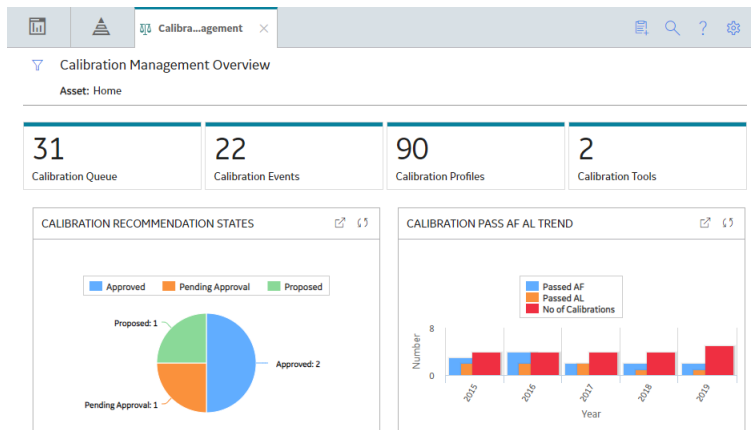 Calibra...agement
?
Calibration Management Overview
Asset: Home
31
Calibration Queue
22
Calibration Events
90
Calibration Profiles
2
Calibration Tools
CALIBRATION RECOMMENDATION STATES
Approved Pending Approval Proposed
Proposed: 1
Approved: 2
Pending Approval: 1
CALIBRATION PASS AF AL TREND
Passed AF
Passed AL
No of Calibrations
Number
8
0
2015 2016 2017 2018 2019
Year